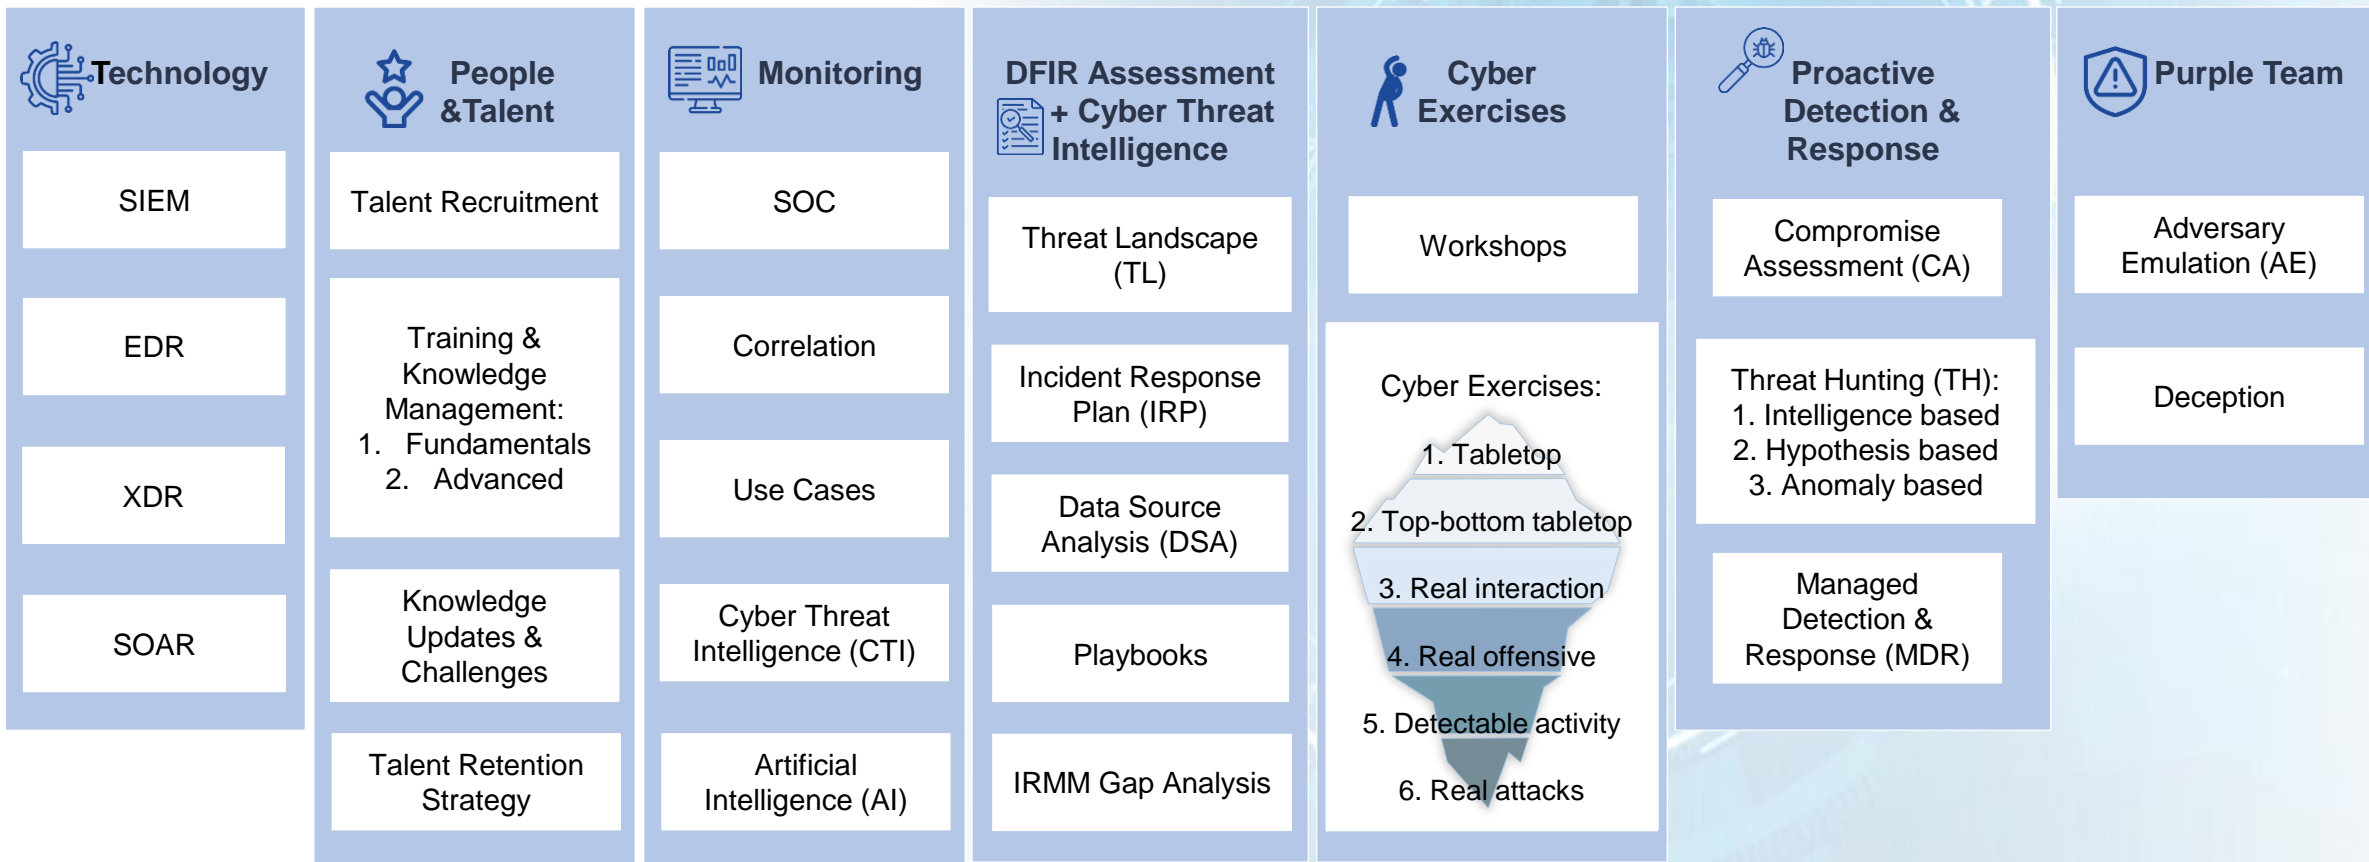 Technology
SIEM
EDR
XDR
SOAR
People
&Talent
Talent Recruitment
Training &
Knowledge
Management:
1. Fundamentals
2. Advanced
Knowledge
Updates &
Challenges
Talent Retention
Strategy
Monitoring
SOC
Correlation
Use Cases
Cyber Threat
Intelligence (CTI)
Artificial
Intelligence (AI)
DFIR Assessment
+ Cyber Threat
Intelligence
Threat Landscape
(TL)
Incident Response
Plan (IRP)
Data Source
Analysis (DSA)
Playbooks
IRMM Gap Analysis
Cyber
Exercises
Workshops
Cyber Exercises:
1. Tabletop
2. Top-bottom tabletop
3. Real interaction
4. Real offensive
5. Detectable activity
6. Real attacks
Proactive
Detection &
Response
Compromise
Assessment (CA)
Threat Hunting (TH):
1. Intelligence based
2. Hypothesis based
3. Anomaly based
Managed
Detection &
Response (MDR)
Purple Team
Adversary
Emulation (AE)
Deception